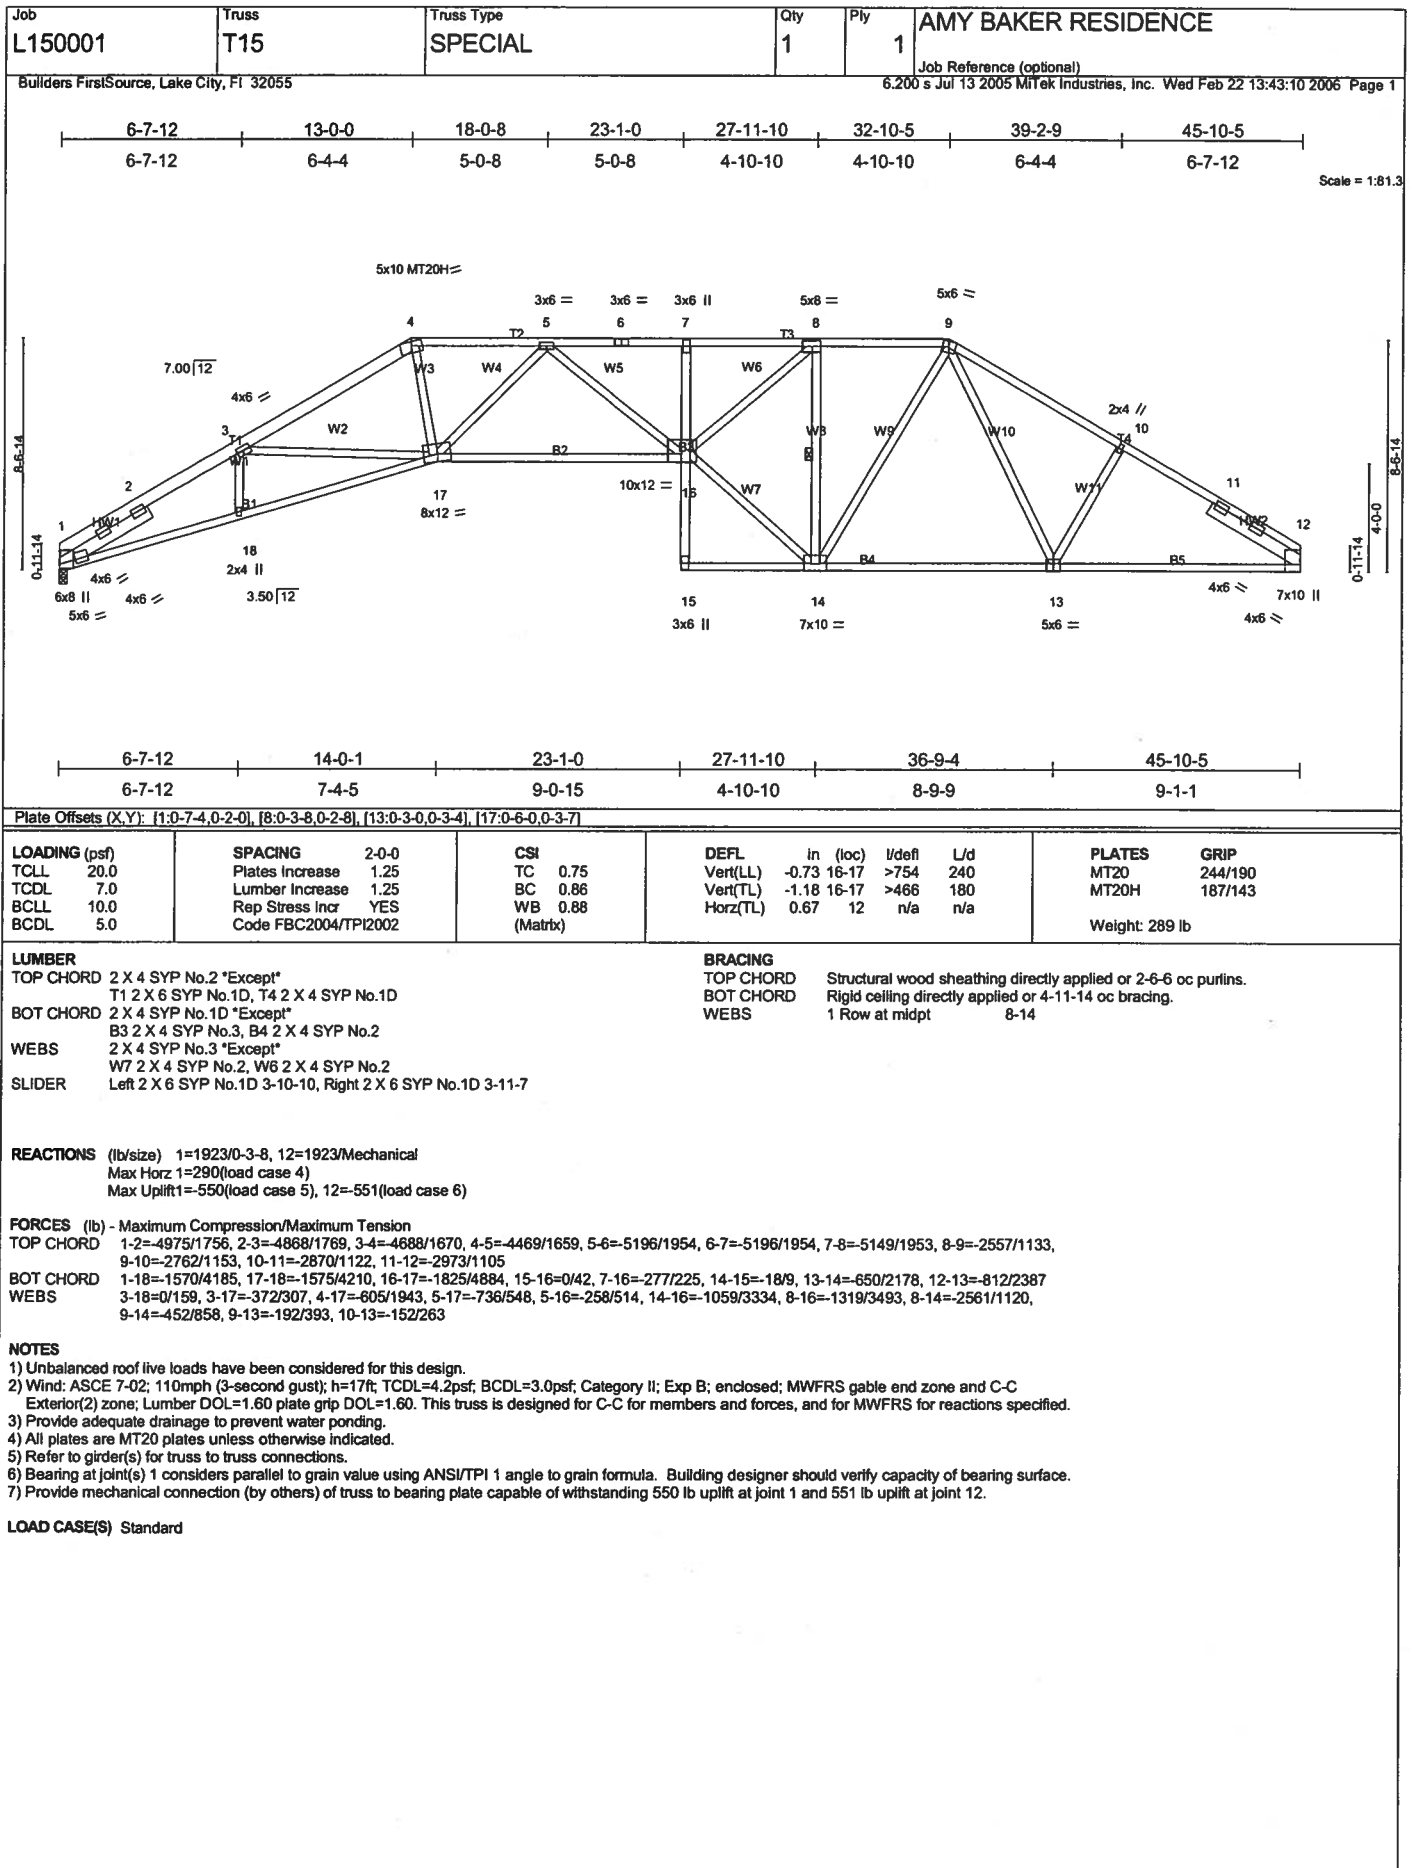 Job Truss Truss Type Qty Ply AMY BAKER RESIDENCE
L150001 T15 SPECIAL 1 1
Job Reference (optional)
Builders FirstSource, Lake City, Fl 32055 6.200 s Jul 13 2005 MiTek Industries, Inc. Wed Feb 22 13:43:10 2006 Page 1
6-7-12 13-0-0 18-0-8 23-1-0 27-11-10 32-10-5 39-2-9 45-10-5
6-7-12 6-4-4 5-0-8 5-0-8 4-10-10 4-10-10 6-4-4 6-7-12
Scale = 1:81.3
5x10 MT20H=
3x6 = 3x6 = 3x6 || 5x8 = 5x6 =
4 5 6 7 8 9
T2 T3
7.00 12
W3 W4 W5 W6
4x6 =
2x4 //
3 10
T1 W2 W8 W9 W10 T4
W1 B2 B3
8-6-14 8-6-14
10x12 = 16 W7 W11
2 17 11
8x12 =
1 HW1 B1 HW2 12
4-0-0
0-11-14 18 B4 B5 0-11-14
4x6 = 2x4 || 4x6 =
6x8 || 4x6 = 3.50 12 15 14 13 7x10 ||
5x6 = 3x6 || 7x10 = 5x6 = 4x6 =
6-7-12 14-0-1 23-1-0 27-11-10 36-9-4 45-10-5
6-7-12 7-4-5 9-0-15 4-10-10 8-9-9 9-1-1
Plate Offsets (X,Y): [1:0-7-4,0-2-0], [8:0-3-8,0-2-8], [13:0-3-0,0-3-4], [17:0-6-0,0-3-7]
LOADING (psf) SPACING 2-0-0 CSI DEFL in (loc) l/defl L/d PLATES GRIP
TCLL 20.0 Plates Increase 1.25 TC 0.75 Vert(LL) -0.73 16-17 >754 240 MT20 244/190
TCDL 7.0 Lumber Increase 1.25 BC 0.86 Vert(TL) -1.18 16-17 >466 180 MT20H 187/143
BCLL 10.0 Rep Stress Incr YES WB 0.88 Horz(TL) 0.67 12 n/a n/a
BCDL 5.0 Code FBC2004/TPI2002 (Matrix) Weight: 289 lb
LUMBER
TOP CHORD 2 X 4 SYP No.2 *Except*
T1 2 X 6 SYP No.1D, T4 2 X 4 SYP No.1D
BOT CHORD 2 X 4 SYP No.1D *Except*
B3 2 X 4 SYP No.3, B4 2 X 4 SYP No.2
WEBS 2 X 4 SYP No.3 *Except*
W7 2 X 4 SYP No.2, W6 2 X 4 SYP No.2
SLIDER Left 2 X 6 SYP No.1D 3-10-10, Right 2 X 6 SYP No.1D 3-11-7
BRACING
TOP CHORD Structural wood sheathing directly applied or 2-6-6 oc purlins.
BOT CHORD Rigid ceiling directly applied or 4-11-14 oc bracing.
WEBS 1 Row at midpt 8-14
REACTIONS (lb/size) 1=1923/0-3-8, 12=1923/Mechanical
Max Horz 1=290(load case 4)
Max Uplift1=-550(load case 5), 12=-551(load case 6)
FORCES (lb) - Maximum Compression/Maximum Tension
TOP CHORD 1-2=-4975/1756, 2-3=-4868/1769, 3-4=-4688/1670, 4-5=-4469/1659, 5-6=-5196/1954, 6-7=-5196/1954, 7-8=-5149/1953, 8-9=-2557/1133,
9-10=-2762/1153, 10-11=-2870/1122, 11-12=-2973/1105
BOT CHORD 1-18=-1570/4185, 17-18=-1575/4210, 16-17=-1825/4884, 15-16=0/42, 7-16=-277/225, 14-15=-18/9, 13-14=-650/2178, 12-13=-812/2387
WEBS 3-18=0/159, 3-17=-372/307, 4-17=-605/1943, 5-17=-736/548, 5-16=-258/514, 14-16=-1059/3334, 8-16=-1319/3493, 8-14=-2561/1120,
9-14=-452/858, 9-13=-192/393, 10-13=-152/263
NOTES
1) Unbalanced roof live loads have been considered for this design.
2) Wind: ASCE 7-02; 110mph (3-second gust); h=17ft; TCDL=4.2psf; BCDL=3.0psf; Category II; Exp B; enclosed; MWFRS gable end zone and C-C
Exterior(2) zone; Lumber DOL=1.60 plate grip DOL=1.60. This truss is designed for C-C for members and forces, and for MWFRS for reactions specified.
3) Provide adequate drainage to prevent water ponding.
4) All plates are MT20 plates unless otherwise indicated.
5) Refer to girder(s) for truss to truss connections.
6) Bearing at joint(s) 1 considers parallel to grain value using ANSI/TPI 1 angle to grain formula. Building designer should verify capacity of bearing surface.
7) Provide mechanical connection (by others) of truss to bearing plate capable of withstanding 550 lb uplift at joint 1 and 551 lb uplift at joint 12.
LOAD CASE(S) Standard